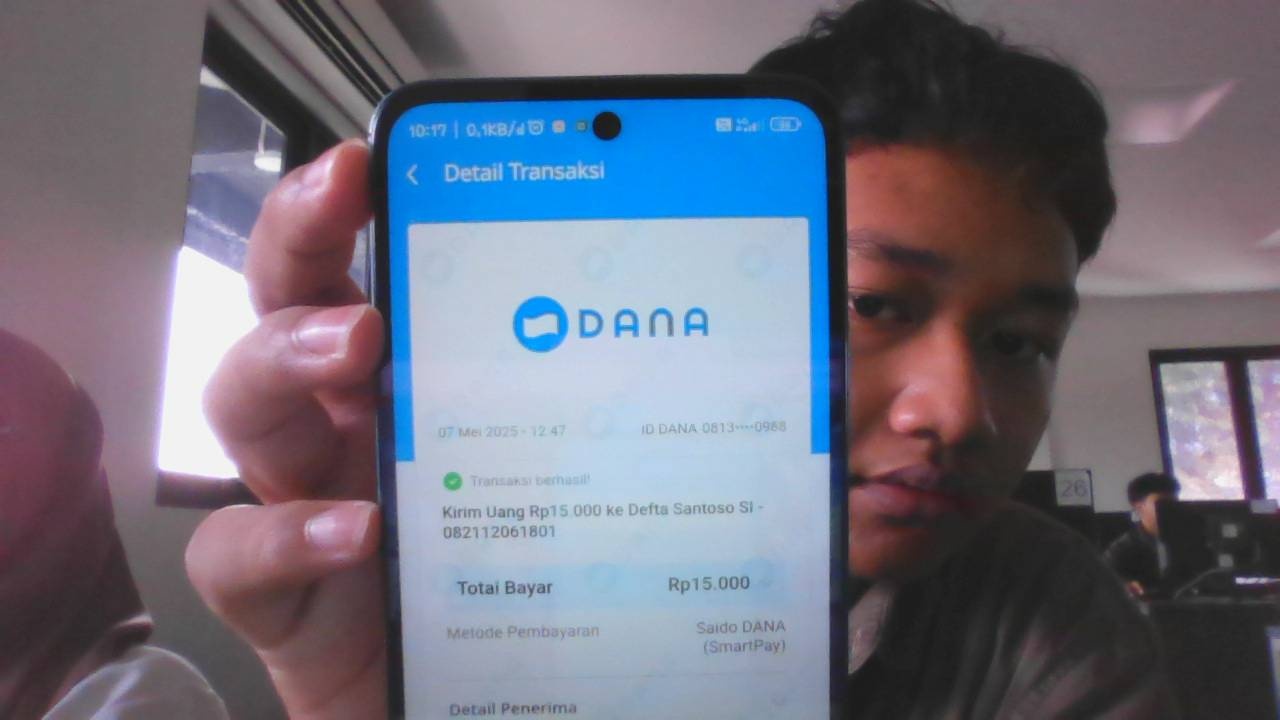 10:17 | 0,1KB/d
Detail Transaksi
DANA
07 Mei 2025 - 12:47
ID DANA 0813····0988
Transaksi berhasil!
Kirim Uang Rp15.000 ke Defta Santoso SI -
082112061801
Total Bayar
Rp15.000
Metode Pembayaran
Saldo DANA
(SmartPay)
Detail Penerima
26